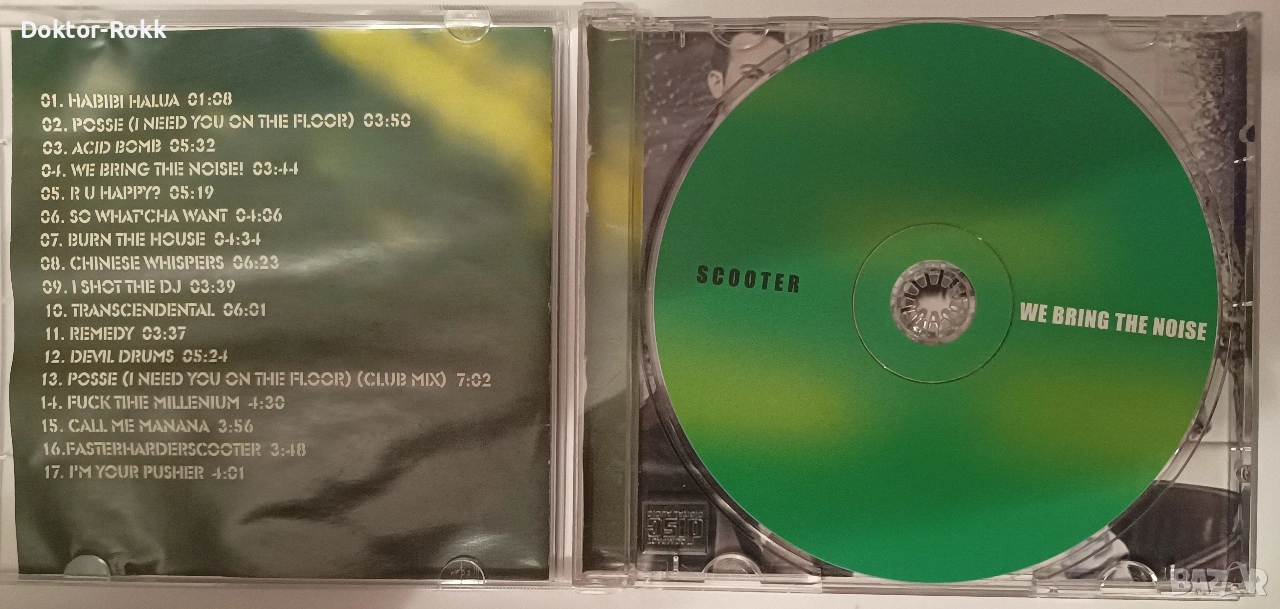 Doktor-Rokk
01. HABIBI HALUA 01:08
02. POSSE (I NEED YOU ON THE FLOOR) 03:50
03. ACID BOMB 05:32
04. WE BRING THE NOISE! 03:44
05. R U HAPPY? 05:19
06. SO WHAT'CHA WANT 04:06
07. BURN THE HOUSE 04:34
08. CHINESE WHISPERS 06:23
09. I SHOT THE DJ 03:39
10. TRANSCENDENTAL 06:01
11. REMEDY 03:37
12. DEVIL DRUMS 05:24
13. POSSE (I NEED YOU ON THE FLOOR) (CLUB MIX) 7:02
14. FUCK TIHE MILLENIUM 4:30
15. CALL ME MANANA 3:56
16.FASTERHARDERSCOOTER 3:48
17. I'M YOUR PUSHER 4:01
SCOOTER
WE BRING THE NOISE
disc
BAZAR